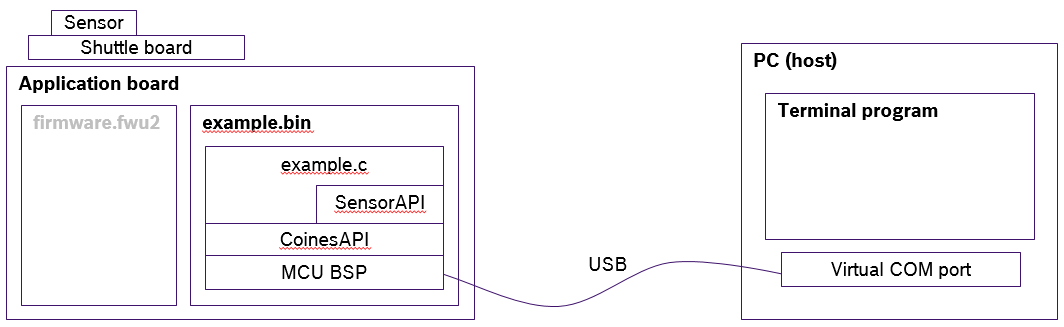 Sensor
Shuttle board
Application board
firmware.fwu2
example.bin
example.c
SensorAPI
CoinesAPI
MCU BSP
USB
PC (host)
Terminal program
Virtual COM port